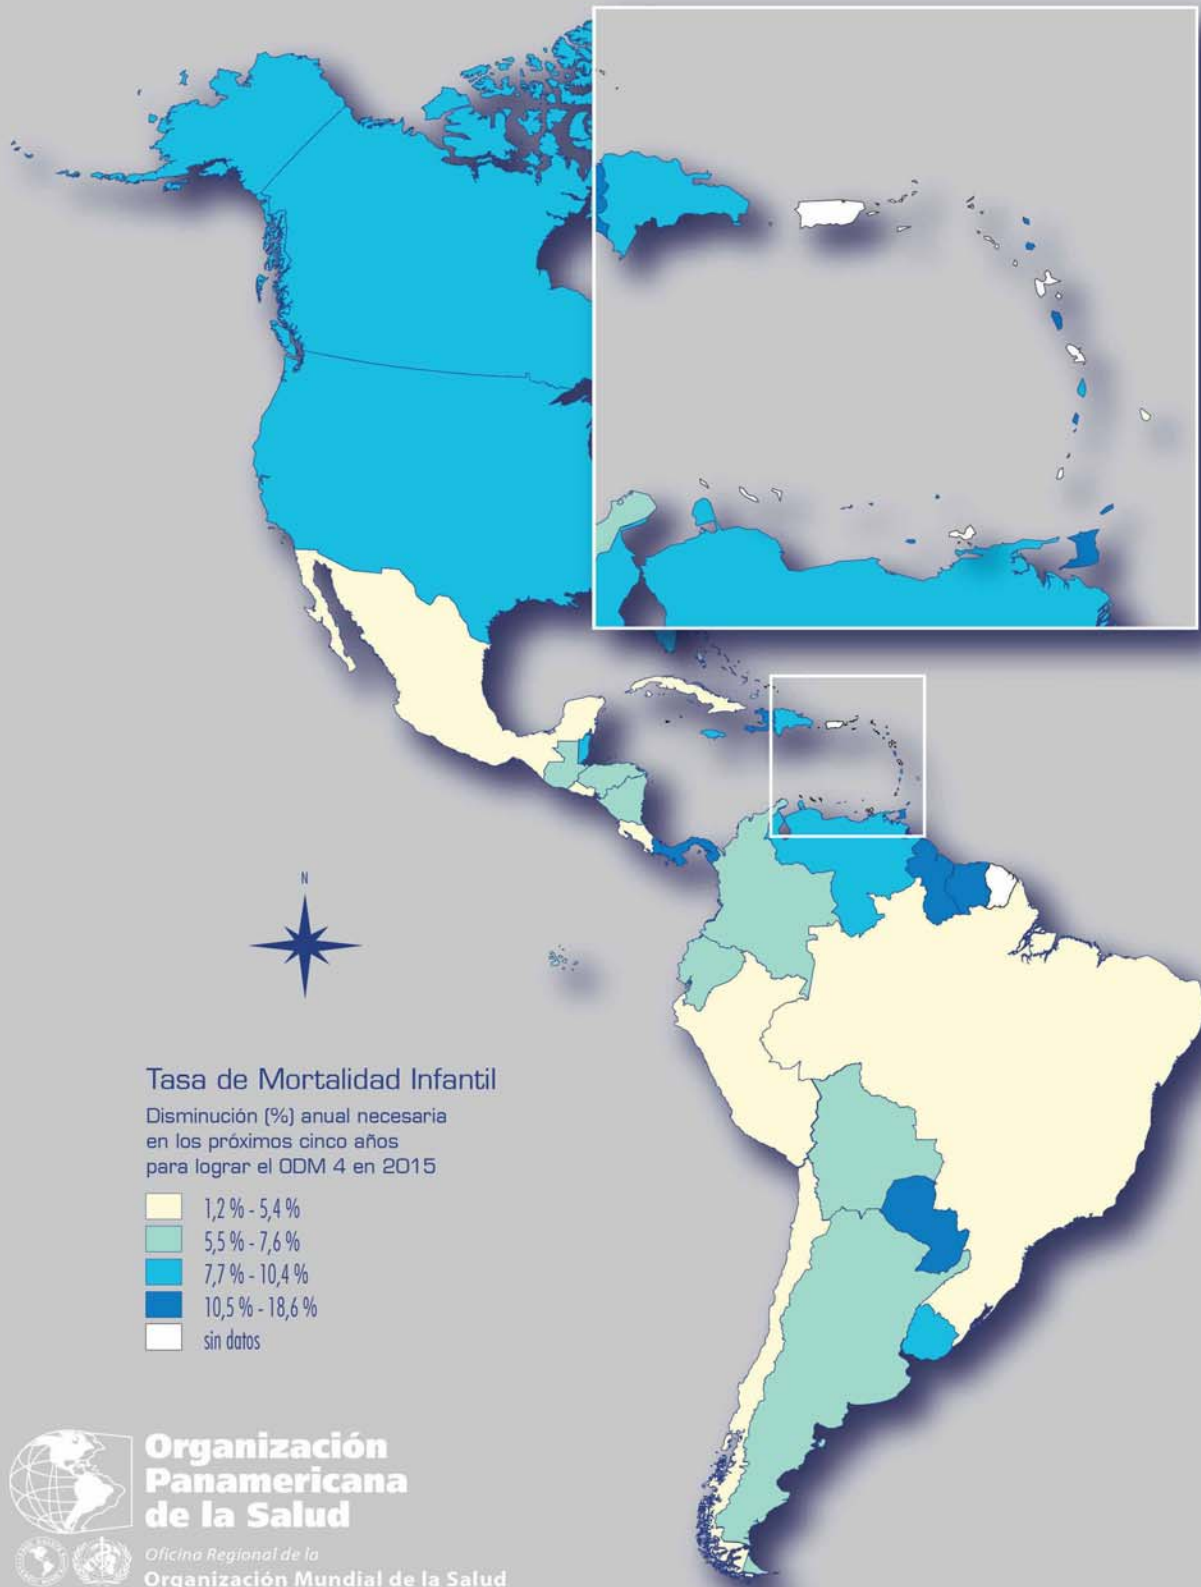 N
Tasa de Mortalidad Infantil
Disminución (%) anual necesaria
en los próximos cinco años
para lograr el ODM 4 en 2015
1,2 % - 5,4 %
5,5 % - 7,6 %
7,7 % - 10,4 %
10,5 % - 18,6 %
sin datos
Organización
Panamericana
de la Salud
Oficina Regional de la
Organización Mundial de la Salud